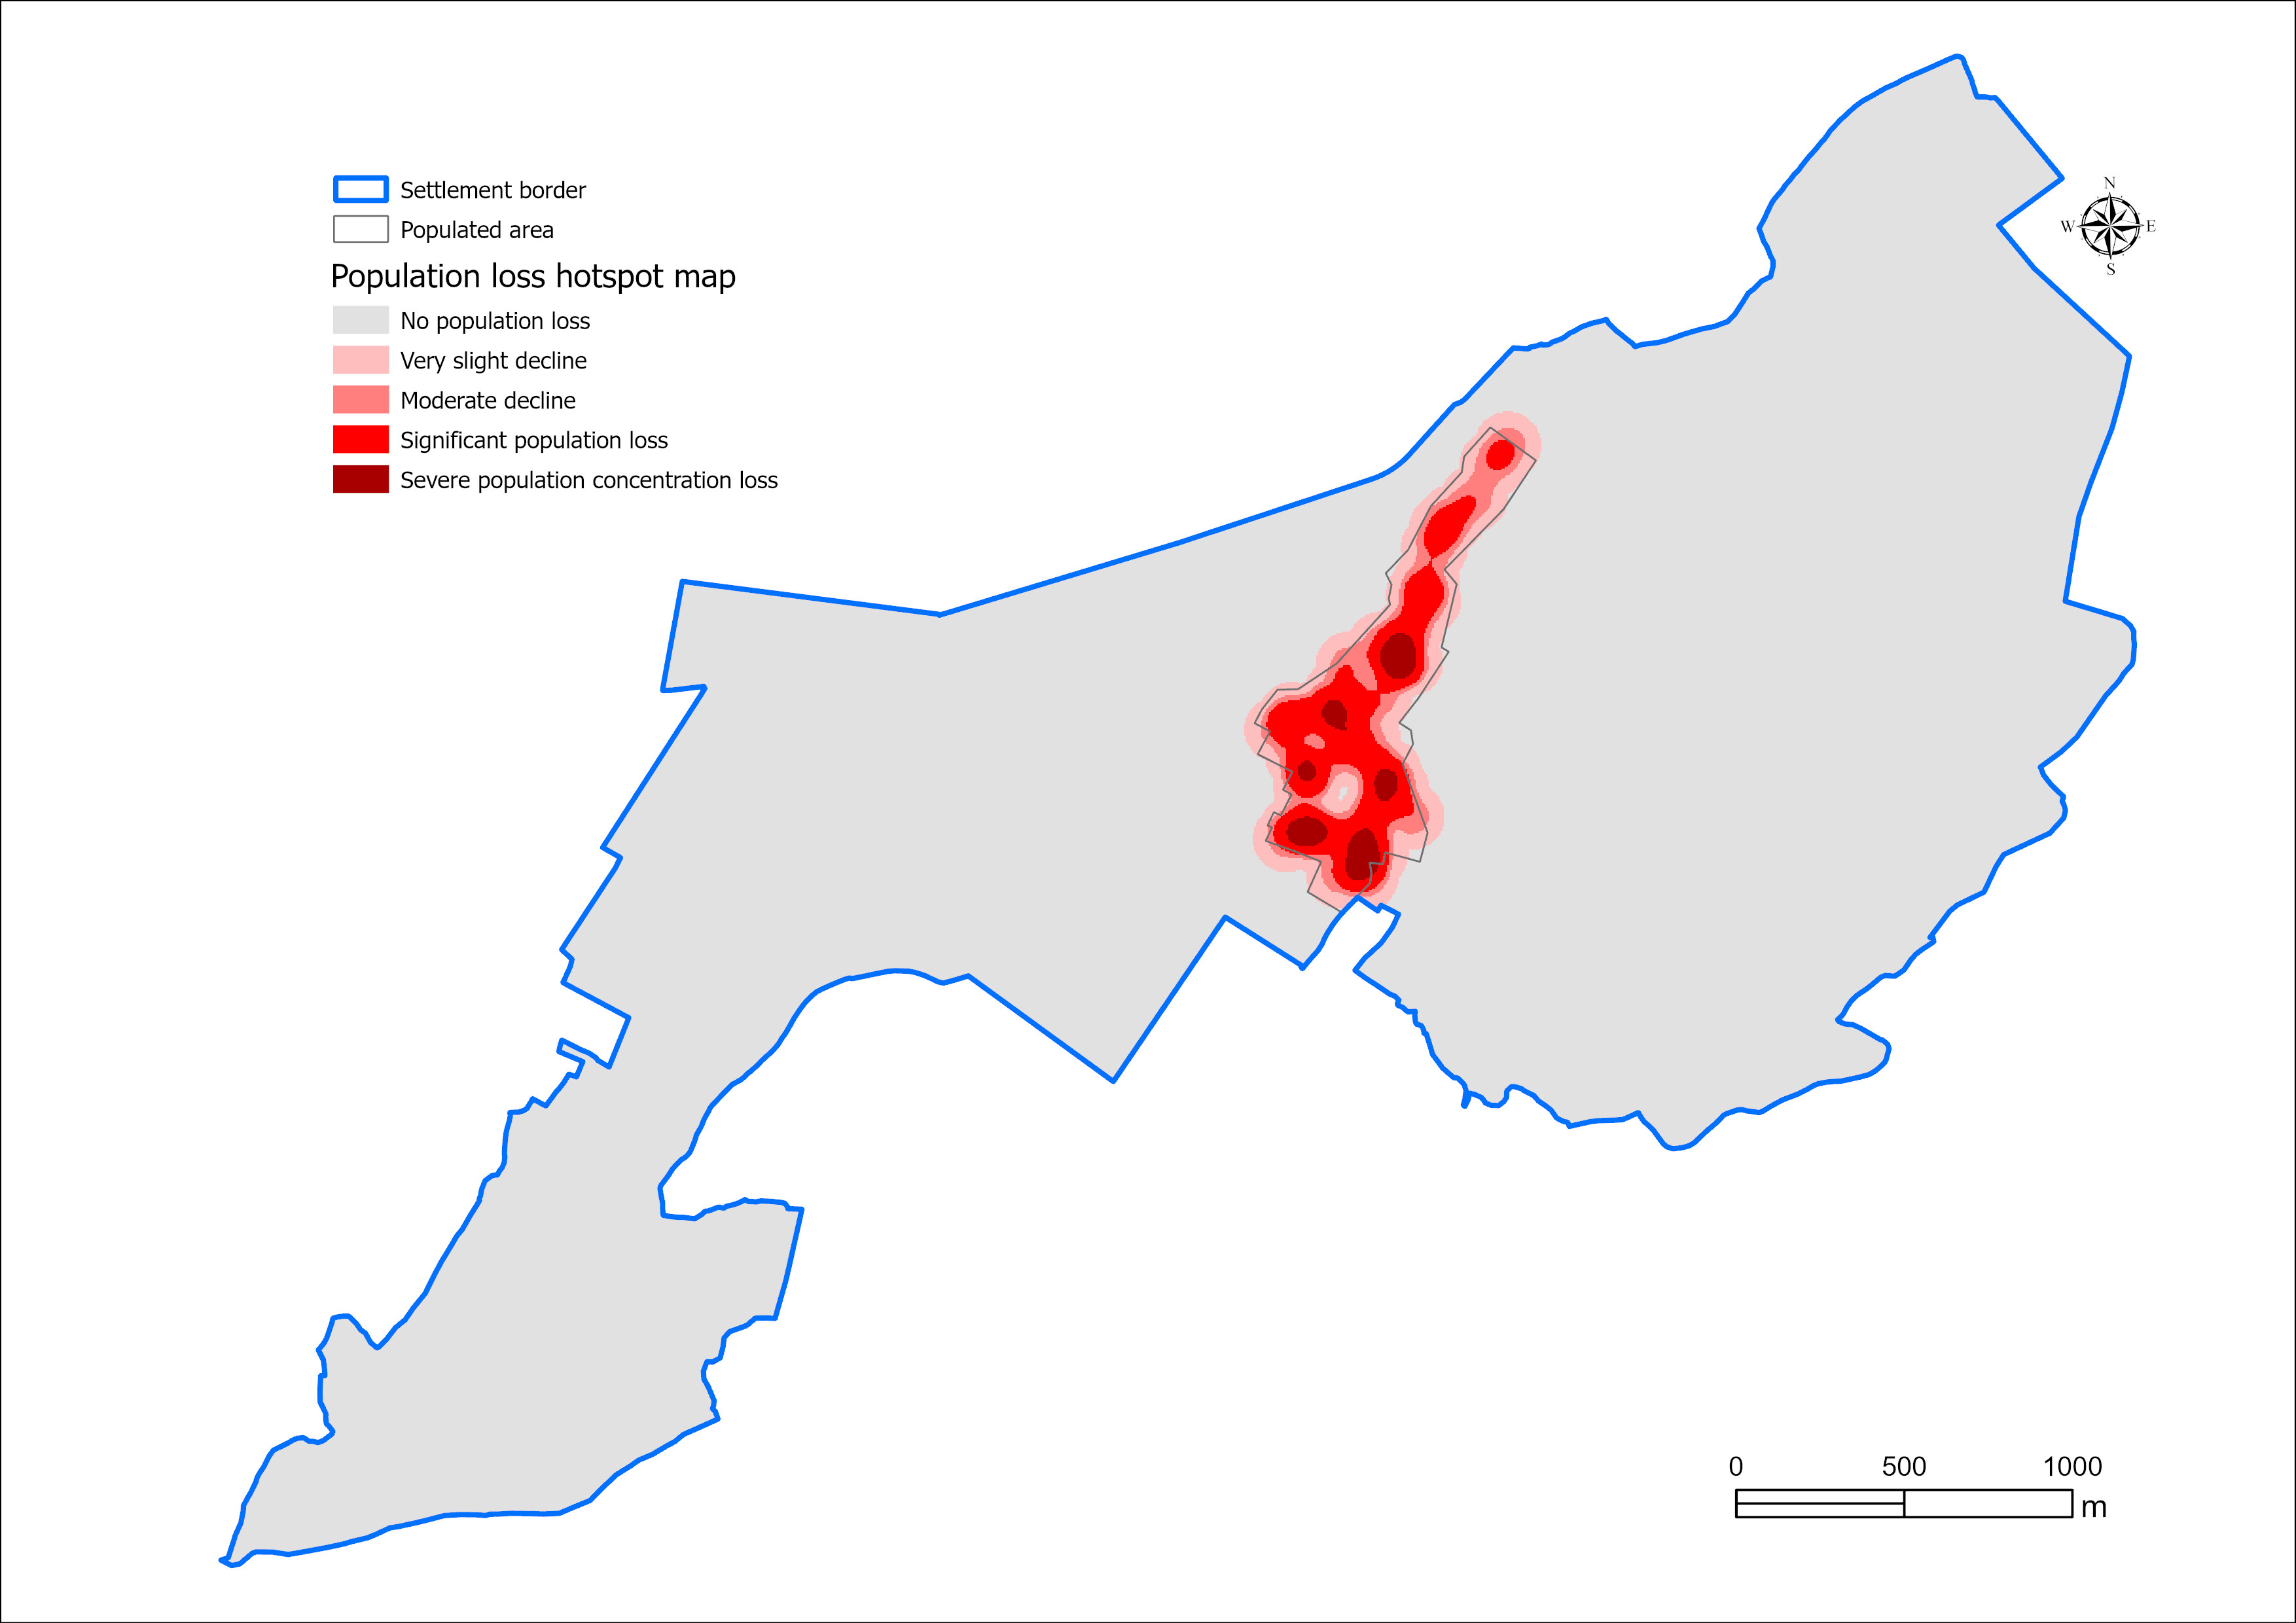 Settlement border
Populated area
Population loss hotspot map
No population loss
Very slight decline
Moderate decline
Significant population loss
Severe population concentration loss
N
W E
S
0 500 1000
m